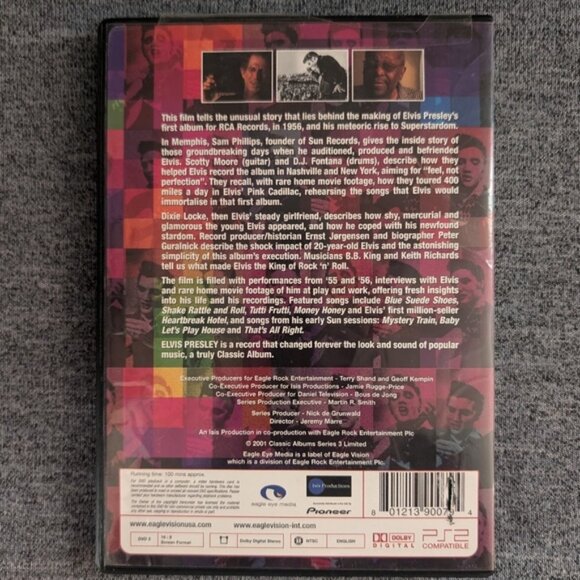 This film tells the unusual story that lies behind the making of Elvis Presley's
first album for RCA Records, in 1956, and his meteoric rise to Superstardom.
In Memphis, Sam Phillips, founder of Sun Records, gives the inside story of
those groundbreaking days when he auditioned, produced and befriended
Elvis. Scotty Moore (guitar) and D.J. Fontana (drums), describe how they
helped Elvis record the album in Nashville and New York, aiming for "feel, not
perfection". They recall, with rare home movie footage, how they toured 400
miles a day in Elvis' Pink Cadillac, rehearsing the songs that Elvis would
immortalise in that first album.
Dixie Locke, then Elvis' steady girlfriend, describes how shy, mercurial and
glamorous the young Elvis appeared, and how he coped with his newfound
stardom. Record producer/historian Ernst Jørgensen and biographer Peter
Guralnick describe the shock impact of 20-year-old Elvis and the astonishing
simplicity of this album's execution. Musicians B.B. King and Keith Richards
tell us what made Elvis the King of Rock 'n' Roll.
The film is filled with performances from '55 and '56, interviews with Elvis
and rare home movie footage of him at play and work, offering fresh insights
into his life and his recordings. Featured songs include Blue Suede Shoes,
Shake Rattle and Roll, Tutti Frutti, Money Honey and Elvis' first million-seller
Heartbreak Hotel, and songs from his early Sun sessions: Mystery Train, Baby
Let's Play House and That's All Right.
ELVIS PRESLEY is a record that changed forever the look and sound of popular
music, a truly Classic Album.
Executive Producers for Eagle Rock Entertainment - Terry Shand and Geoff Kempin
Co-Executive Producer for Isis Productions - Jamie Rugge-Price
Co-Executive Producer for Daniel Television - Bous de Jong
Series Production Executive - Martin R. Smith
Series Producer - Nick de Grunwald
Director - Jeremy Marre
An Isis Production in co-production with Eagle Rock Entertainment Plc
© 2001 Classic Albums Series 3 Limited
Eagle Eye Media is a label of Eagle Vision
which is a division of Eagle Rock Entertainment Plc.
Running time: 100 mins approx.
eagle eye media
Isis Productions
Pioneer
8 01213 90079 4
www.eaglevisionusa.com www.eaglevision-int.com
DVD 5
16:9
Screen Format
Dolby Digital Stereo
NTSC
ENGLISH
DOLBY
DIGITAL
PS2
COMPATIBLE